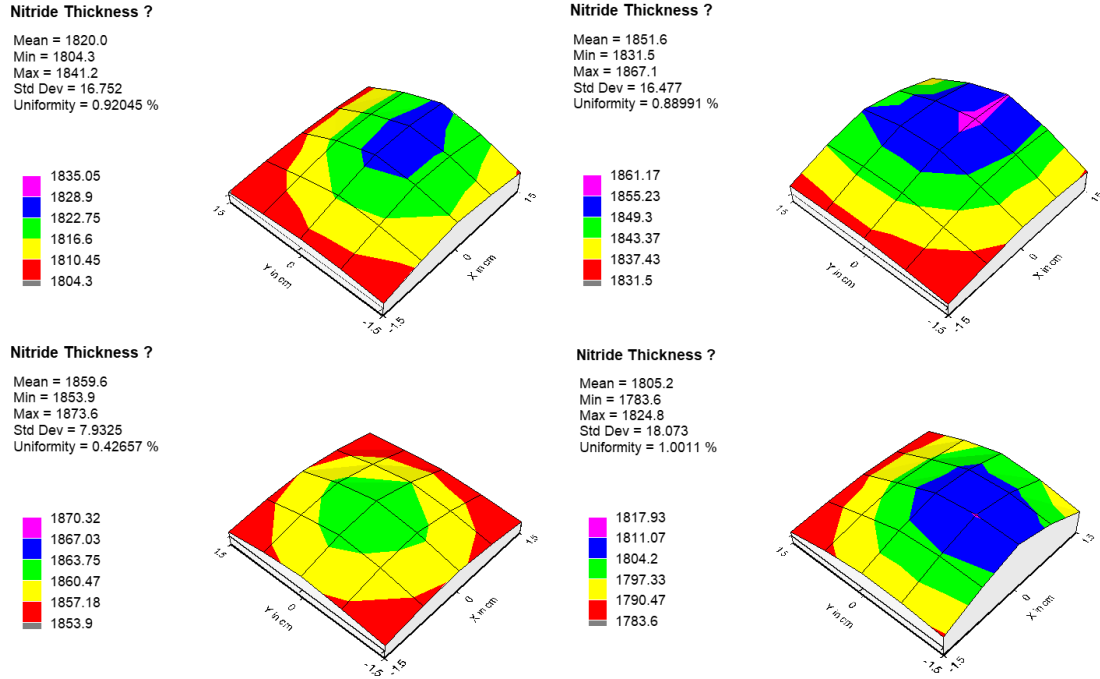 Nitride Thickness ?
Mean = 1820.0
Min = 1804.3
Max = 1841.2
Std Dev = 16.752
Uniformity = 0.92045 %
1835.05
1828.9
1822.75
1816.6
1810.45
1804.3
1.5
Y in cm
0
-1.5
-1.5
X in cm
0
1.5
Nitride Thickness ?
Mean = 1851.6
Min = 1831.5
Max = 1867.1
Std Dev = 16.477
Uniformity = 0.88991 %
1861.17
1855.23
1849.3
1843.37
1837.43
1831.5
1.5
Y in cm
0
-1.5
-1.5
X in cm
0
1.5
Nitride Thickness ?
Mean = 1859.6
Min = 1853.9
Max = 1873.6
Std Dev = 7.9325
Uniformity = 0.42657 %
1870.32
1867.03
1863.75
1860.47
1857.18
1853.9
1.5
Y in cm
0
-1.5
-1.5
X in cm
0
1.5
Nitride Thickness ?
Mean = 1805.2
Min = 1783.6
Max = 1824.8
Std Dev = 18.073
Uniformity = 1.0011 %
1817.93
1811.07
1804.2
1797.33
1790.47
1783.6
1.5
Y in cm
0
-1.5
-1.5
X in cm
0
1.5